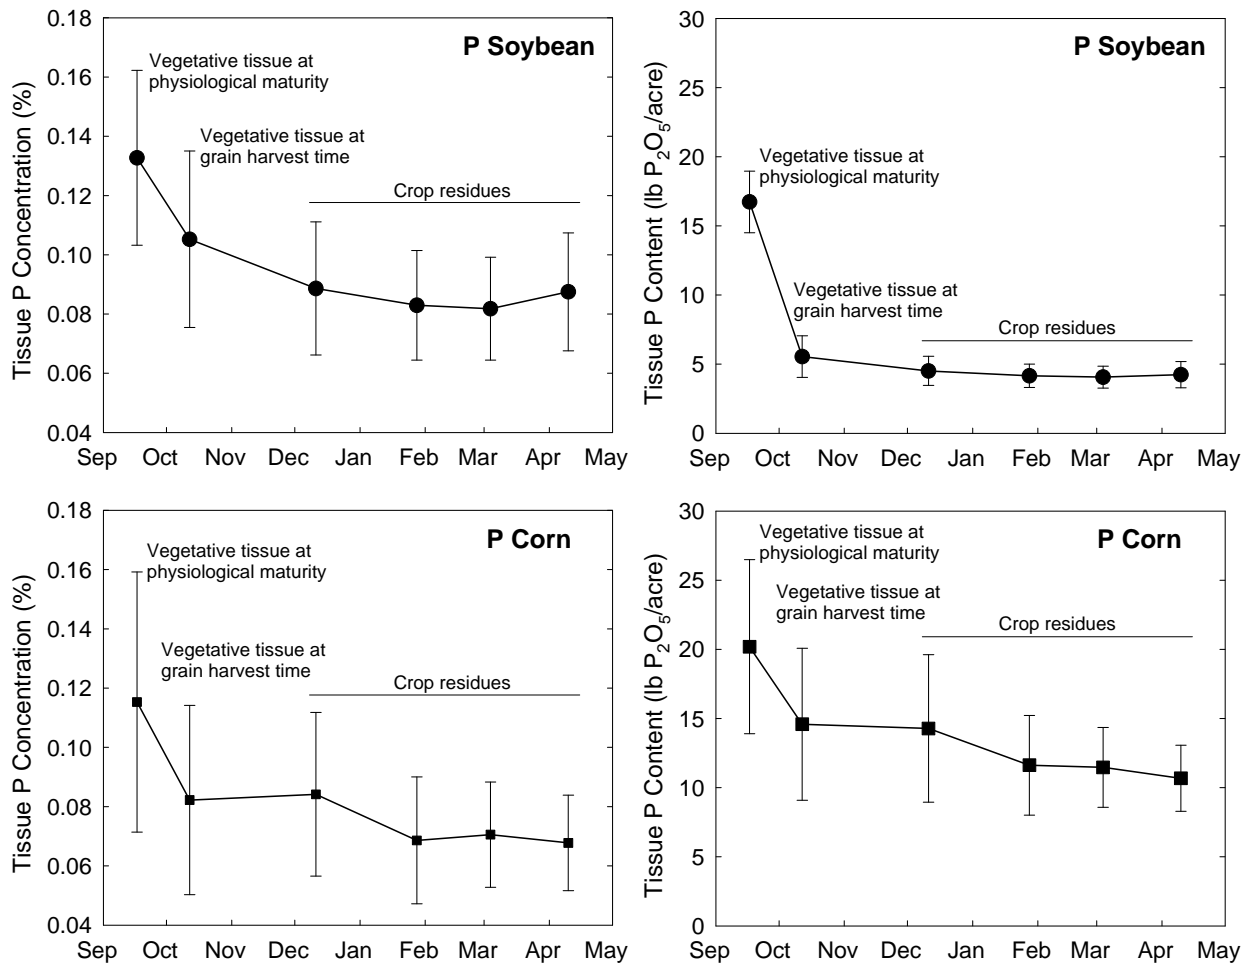 P Soybean
Vegetative tissue at
physiological maturity
Vegetative tissue at
grain harvest time
Crop residues
Tissue P Concentration (%)
0.18
0.16
0.14
0.12
0.10
0.08
0.06
0.04
Sep Oct Nov Dec Jan Feb Mar Apr May
P Soybean
Vegetative tissue at
physiological maturity
Vegetative tissue at
grain harvest time
Crop residues
Tissue P Content (lb P₂O₅/acre)
30
25
20
15
10
5
0
Sep Oct Nov Dec Jan Feb Mar Apr May
P Corn
Vegetative tissue at
physiological maturity
Vegetative tissue at
grain harvest time
Crop residues
Tissue P Concentration (%)
0.18
0.16
0.14
0.12
0.10
0.08
0.06
0.04
Sep Oct Nov Dec Jan Feb Mar Apr May
P Corn
Vegetative tissue at
physiological maturity
Vegetative tissue at
grain harvest time
Crop residues
Tissue P Content (lb P₂O₅/acre)
30
25
20
15
10
5
0
Sep Oct Nov Dec Jan Feb Mar Apr May